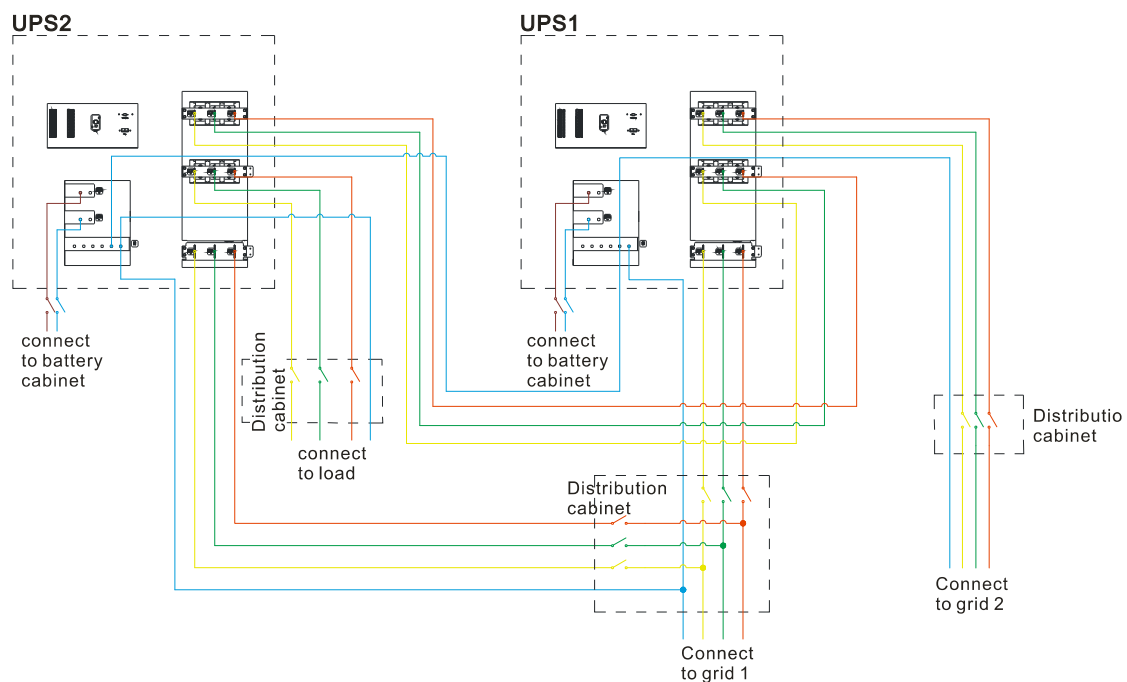 UPS2
UPS1
connect
to battery
cabinet
Distribution
cabinet
connect
to load
connect
to battery
cabinet
Distribution
cabinet
Distributio
cabinet
Connect
to grid 2
Connect
to grid 1